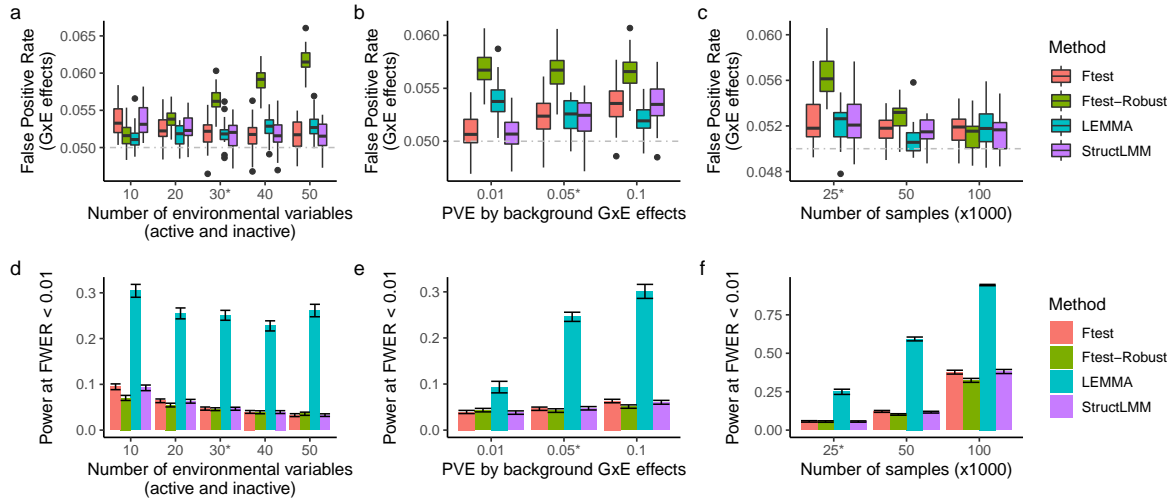 a
False Positive Rate
(GxE effects)
0.065
0.060
0.055
0.050
10
20
30*
40
50
Number of environmental variables
(active and inactive)
b
False Positive Rate
(GxE effects)
0.060
0.055
0.050
0.01
0.05*
0.1
PVE by background GxE effects
c
False Positive Rate
(GxE effects)
0.060
0.056
0.052
0.048
25*
50
100
Number of samples (x1000)
Method
Ftest
Ftest−Robust
LEMMA
StructLMM
d
Power at FWER < 0.01
0.3
0.2
0.1
0.0
10
20
30*
40
50
Number of environmental variables
(active and inactive)
e
Power at FWER < 0.01
0.3
0.2
0.1
0.0
0.01
0.05*
0.1
PVE by background GxE effects
f
Power at FWER < 0.01
0.75
0.50
0.25
0.00
25*
50
100
Number of samples (x1000)
Method
Ftest
Ftest−Robust
LEMMA
StructLMM